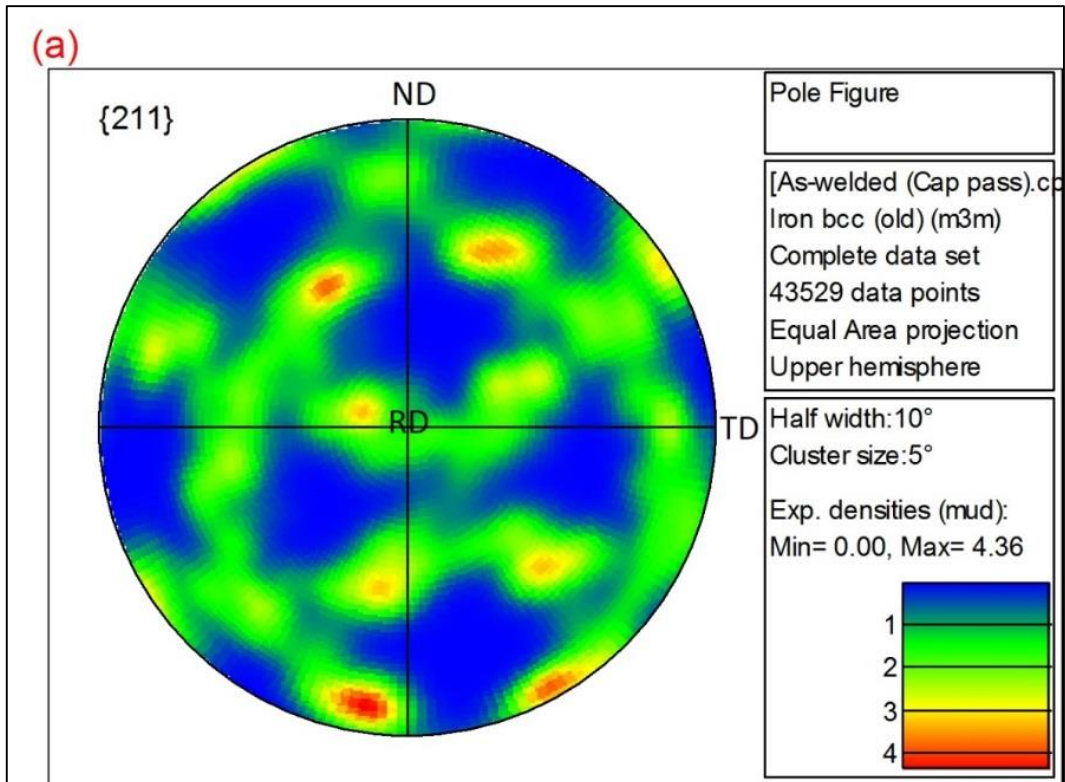 (a)
{211}
ND
RD
TD
Pole Figure
[As-welded (Cap pass).cp
Iron bcc (old) (m3m)
Complete data set
43529 data points
Equal Area projection
Upper hemisphere
Half width:10°
Cluster size:5°
Exp. densities (mud):
Min= 0.00, Max= 4.36
1
2
3
4